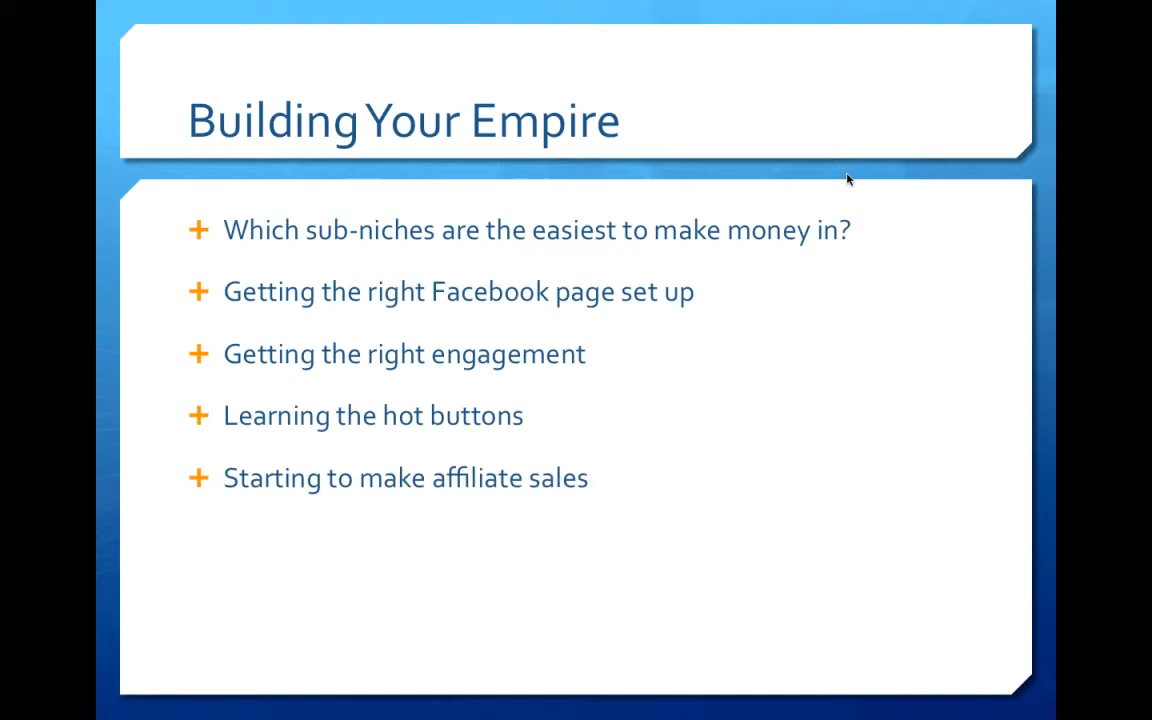 Building Your Empire
Which sub-niches are the easiest to make money in?
Getting the right Facebook page set up
Getting the right engagement
Learning the hot buttons
Starting to make affiliate sales